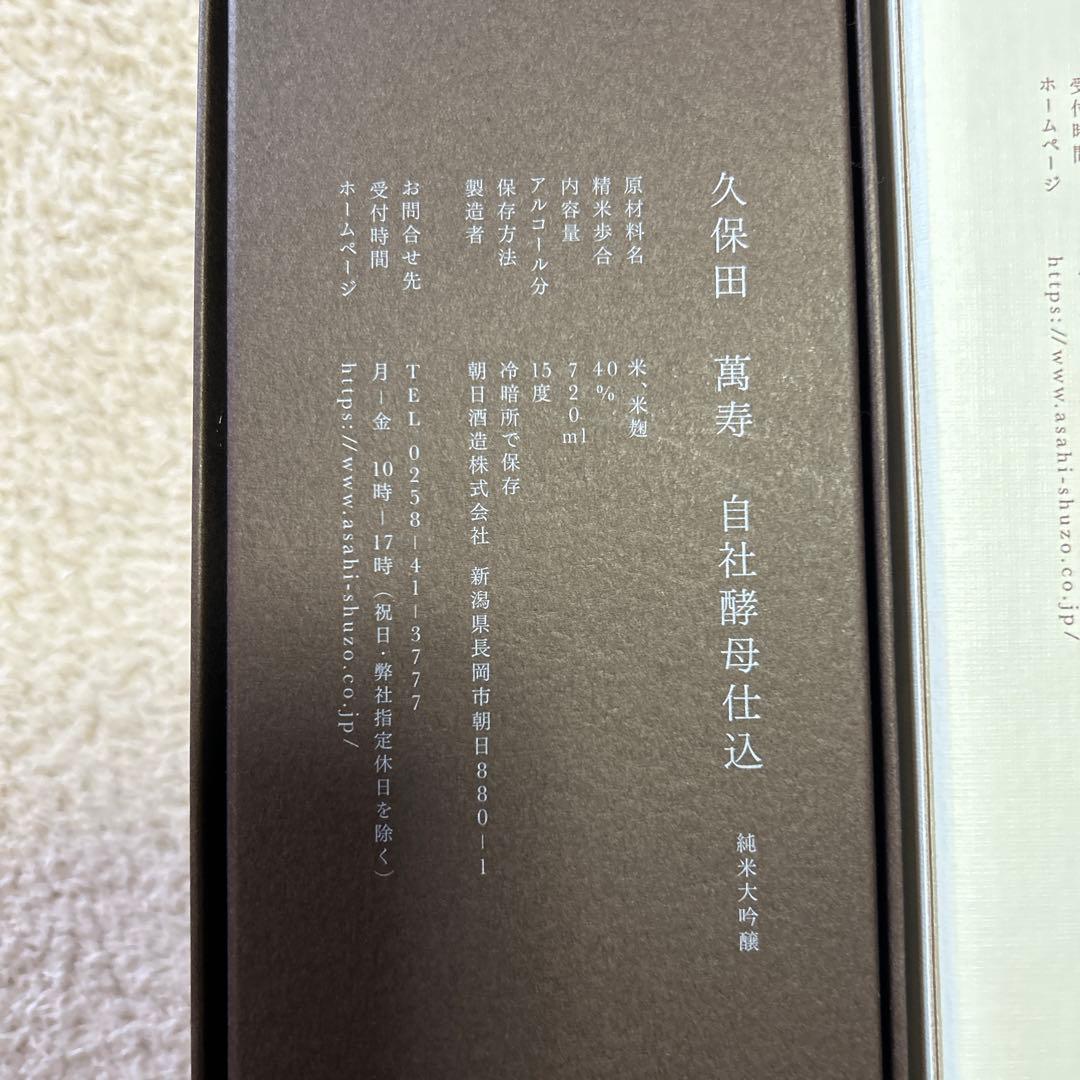 受付時間
ホームページ https://www.asahi-shuzo.co.jp/
久保田 萬寿 自社酵母仕込 純米大吟醸
原材料名 米、米麹
精米歩合 40%
内容量 720ml
アルコール分 15度
保存方法 冷暗所で保存
製造者 朝日酒造株式会社 新潟県長岡市朝日880-1
お問合せ先 TEL 0258-41-3777
受付時間 月-金 10時-17時(祝日・弊社指定休日を除く)
ホームページ https://www.asahi-shuzo.co.jp/